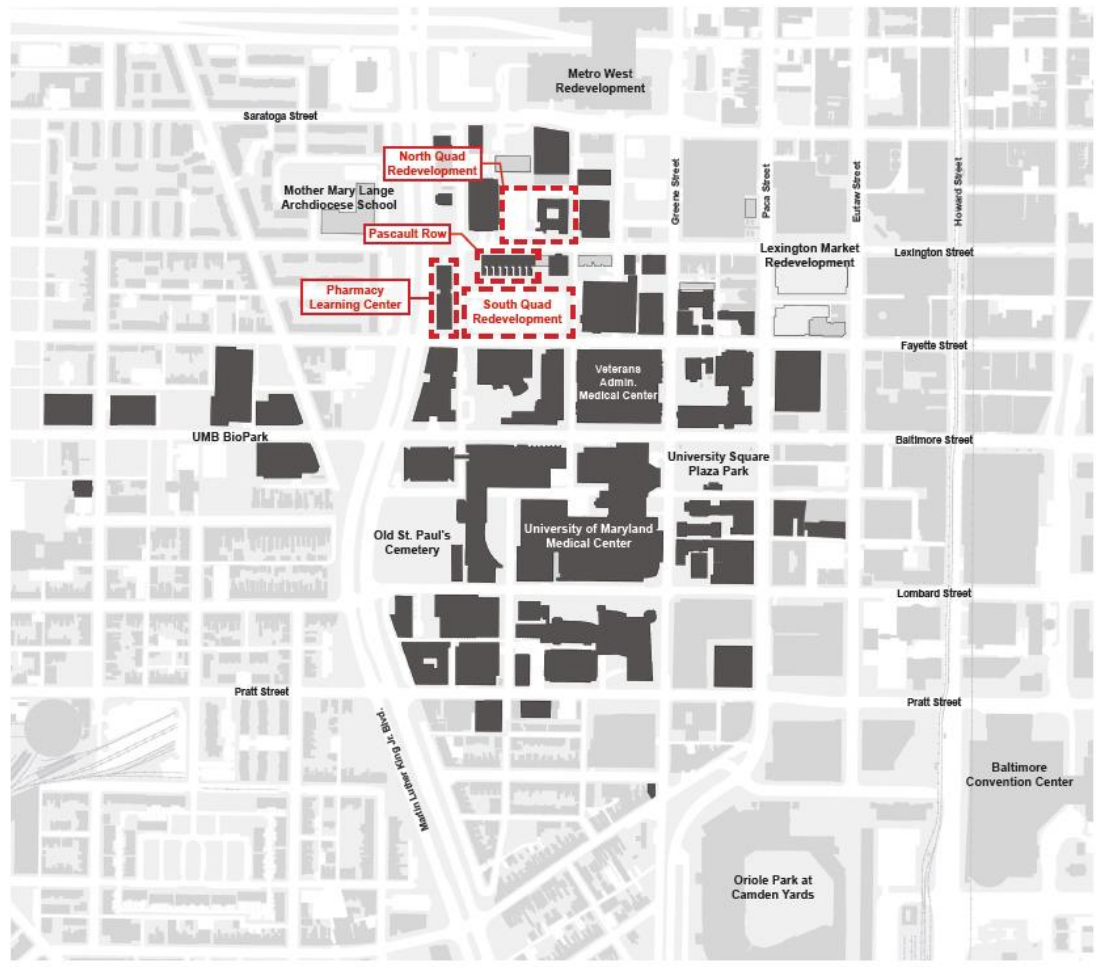 Metro West
Redevelopment
Saratoga Street
North Quad
Redevelopment
Mother Mary Lange
Archdiocese School
Greene Street
Paca Street
Eutaw Street
Howard Street
Pascault Row
Lexington Market
Redevelopment
Lexington Street
Pharmacy
Learning Center
South Quad
Redevelopment
Fayette Street
Veterans
Admin.
Medical Center
UMB BioPark
Baltimore Street
University Square
Plaza Park
Old St. Paul's
Cemetery
University of Maryland
Medical Center
Lombard Street
Pratt Street
Pratt Street
Martin Luther King Jr. Blvd.
Baltimore
Convention Center
Oriole Park at
Camden Yards